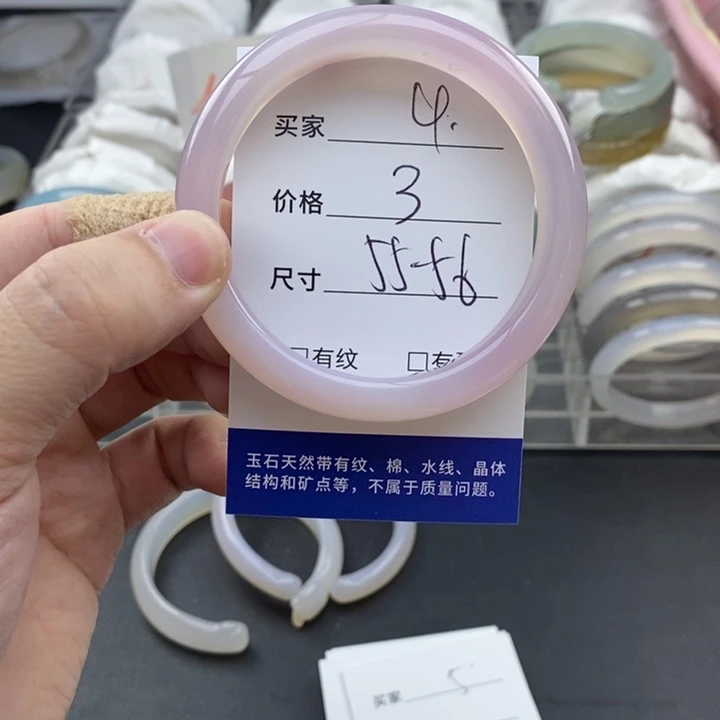 买家 4.
价格 3
尺寸 55-56
□有纹 □有
玉石天然带有纹、棉、水线、晶体
结构和矿点等，不属于质量问题。
买家 5